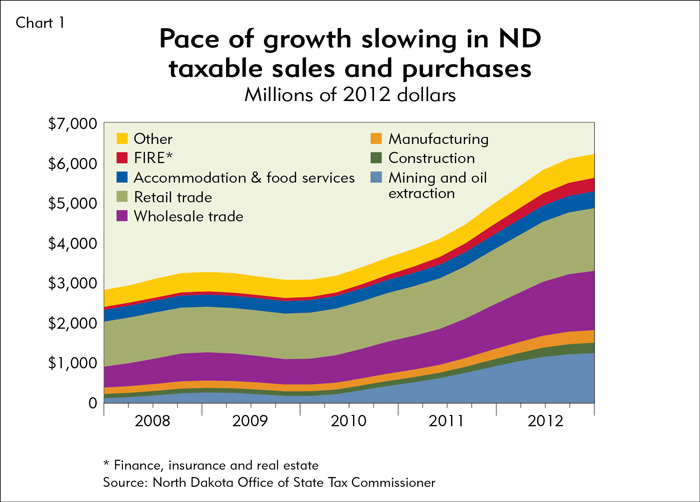 Chart 1
Pace of growth slowing in ND
taxable sales and purchases
Millions of 2012 dollars
$7,000
$6,000
$5,000
$4,000
$3,000
$2,000
$1,000
0
Other
FIRE*
Accommodation & food services
Retail trade
Wholesale trade
Manufacturing
Construction
Mining and oil
extraction
2008 2009 2010 2011 2012
* Finance, insurance and real estate
Source: North Dakota Office of State Tax Commissioner